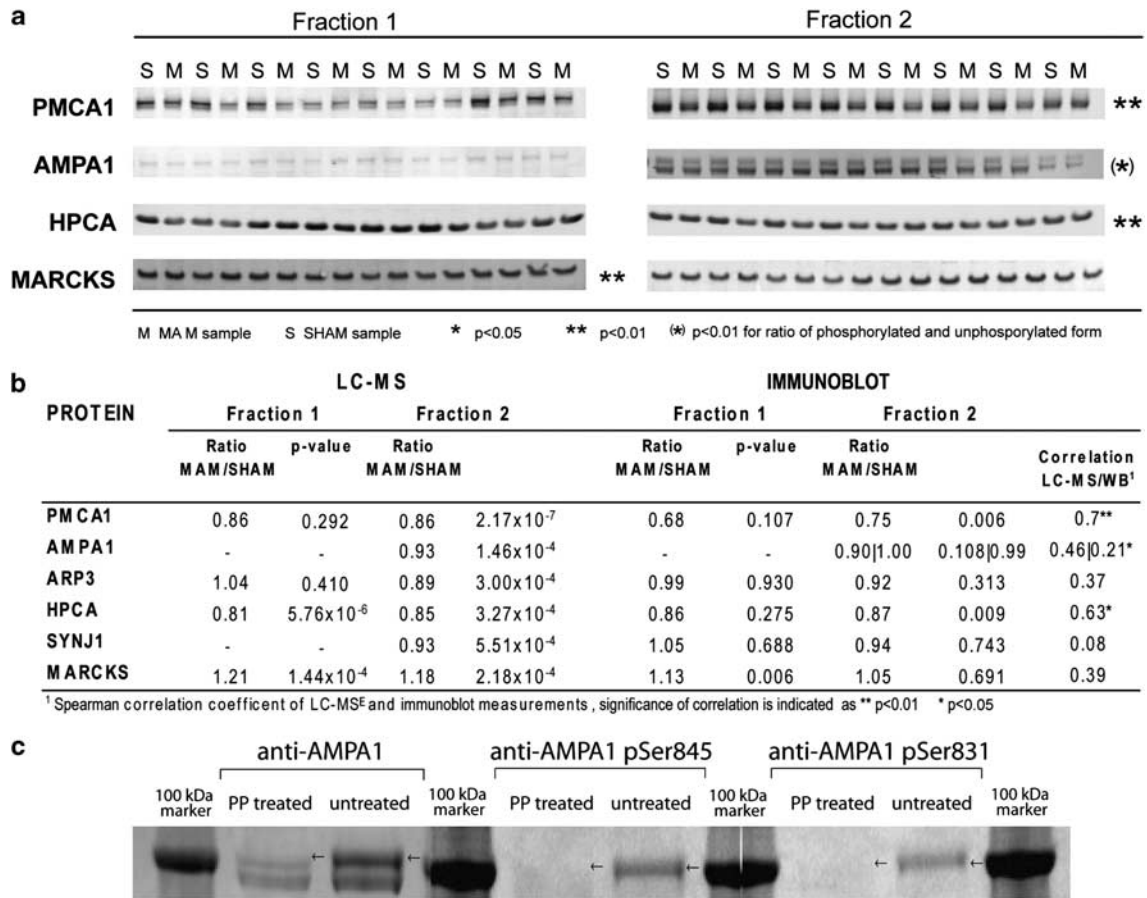 a
Fraction 1 Fraction 2
S M S M S M S M S M S M S M S M S M S M S M S M S M S M S M S M
PMCA1 **
AMPA1 (*)
HPCA **
MARCKS **
M MA M sample S SHAM sample * p<0.05 ** p<0.01 (*) p<0.01 for ratio of phosphorylated and unphosporylated form
b
LC-MS IMMUNOBLOT
PROTEIN Fraction 1 Fraction 2 Fraction 1 Fraction 2
Ratio MAM/SHAM p-value Ratio MAM/SHAM Ratio MAM/SHAM p-value Ratio MAM/SHAM Correlation LC-MS/WB¹
PMCA1 0.86 0.292 0.86 2.17x10⁻⁷ 0.68 0.107 0.75 0.006 0.7**
AMPA1 - - 0.93 1.46x10⁻⁴ - - 0.90|1.00 0.108|0.99 0.46|0.21*
ARP3 1.04 0.410 0.89 3.00x10⁻⁴ 0.99 0.930 0.92 0.313 0.37
HPCA 0.81 5.76x10⁻⁶ 0.85 3.27x10⁻⁴ 0.86 0.275 0.87 0.009 0.63*
SYNJ1 - - 0.93 5.51x10⁻⁴ 1.05 0.688 0.94 0.743 0.08
MARCKS 1.21 1.44x10⁻⁴ 1.18 2.18x10⁻⁴ 1.13 0.006 1.05 0.691 0.39
¹ Spearman correlation coefficent of LC-MSᴱ and immunoblot measurements , significance of correlation is indicated as ** p<0.01 * p<0.05
c
anti-AMPA1 anti-AMPA1 pSer845 anti-AMPA1 pSer831
100 kDa marker PP treated untreated 100 kDa marker PP treated untreated 100 kDa marker PP treated untreated 100 kDa marker
← ← ← ← ← ←